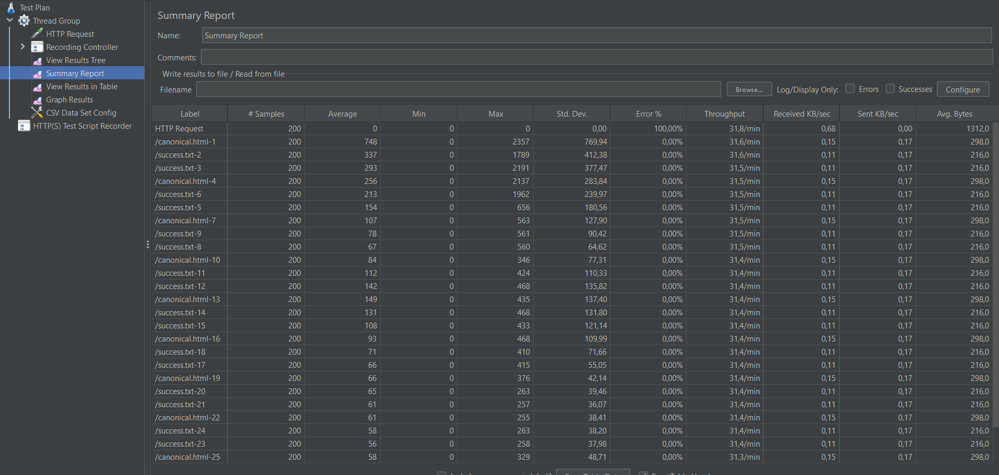 Test Plan
Thread Group
HTTP Request
Recording Controller
View Results Tree
Summary Report
View Results in Table
Graph Results
CSV Data Set Config
HTTP(S) Test Script Recorder
Summary Report
Name: Summary Report
Comments:
Write results to file / Read from file
Filename Browse... Log/Display Only: Errors Successes Configure
Label # Samples Average Min Max Std. Dev. Error % Throughput Received KB/sec Sent KB/sec Avg. Bytes
HTTP Request 200 0 0 0 0,00 100,00% 31,8/min 0,68 0,00 1312,0
/canonical.html-1 200 748 0 2357 769,94 0,00% 31,6/min 0,15 0,17 298,0
/success.txt-2 200 337 0 1789 412,38 0,00% 31,6/min 0,11 0,17 216,0
/success.txt-3 200 293 0 2191 377,47 0,00% 31,5/min 0,11 0,17 216,0
/canonical.html-4 200 256 0 2137 283,84 0,00% 31,5/min 0,15 0,17 298,0
/success.txt-6 200 213 0 1962 239,97 0,00% 31,5/min 0,11 0,17 216,0
/success.txt-5 200 154 0 656 180,56 0,00% 31,5/min 0,11 0,17 216,0
/canonical.html-7 200 107 0 563 127,90 0,00% 31,5/min 0,15 0,17 298,0
/success.txt-9 200 78 0 561 90,42 0,00% 31,5/min 0,11 0,17 216,0
/success.txt-8 200 67 0 560 64,62 0,00% 31,5/min 0,11 0,17 216,0
/canonical.html-10 200 84 0 346 77,31 0,00% 31,4/min 0,15 0,17 298,0
/success.txt-11 200 112 0 424 110,33 0,00% 31,4/min 0,11 0,17 216,0
/success.txt-12 200 142 0 468 135,82 0,00% 31,4/min 0,11 0,17 216,0
/canonical.html-13 200 149 0 435 137,40 0,00% 31,4/min 0,15 0,17 298,0
/success.txt-14 200 131 0 468 131,80 0,00% 31,4/min 0,11 0,17 216,0
/success.txt-15 200 108 0 433 121,14 0,00% 31,4/min 0,11 0,17 216,0
/canonical.html-16 200 93 0 468 109,99 0,00% 31,4/min 0,15 0,17 298,0
/success.txt-18 200 71 0 410 71,66 0,00% 31,4/min 0,11 0,17 216,0
/success.txt-17 200 66 0 415 55,05 0,00% 31,4/min 0,11 0,17 216,0
/canonical.html-19 200 66 0 376 42,14 0,00% 31,4/min 0,15 0,17 298,0
/success.txt-20 200 65 0 263 39,46 0,00% 31,4/min 0,11 0,17 216,0
/success.txt-21 200 61 0 257 36,07 0,00% 31,4/min 0,11 0,17 216,0
/canonical.html-22 200 61 0 255 38,41 0,00% 31,4/min 0,15 0,17 298,0
/success.txt-24 200 58 0 263 38,20 0,00% 31,4/min 0,11 0,17 216,0
/success.txt-23 200 56 0 258 37,98 0,00% 31,4/min 0,11 0,17 216,0
/canonical.html-25 200 58 0 329 48,71 0,00% 31,3/min 0,15 0,17 298,0